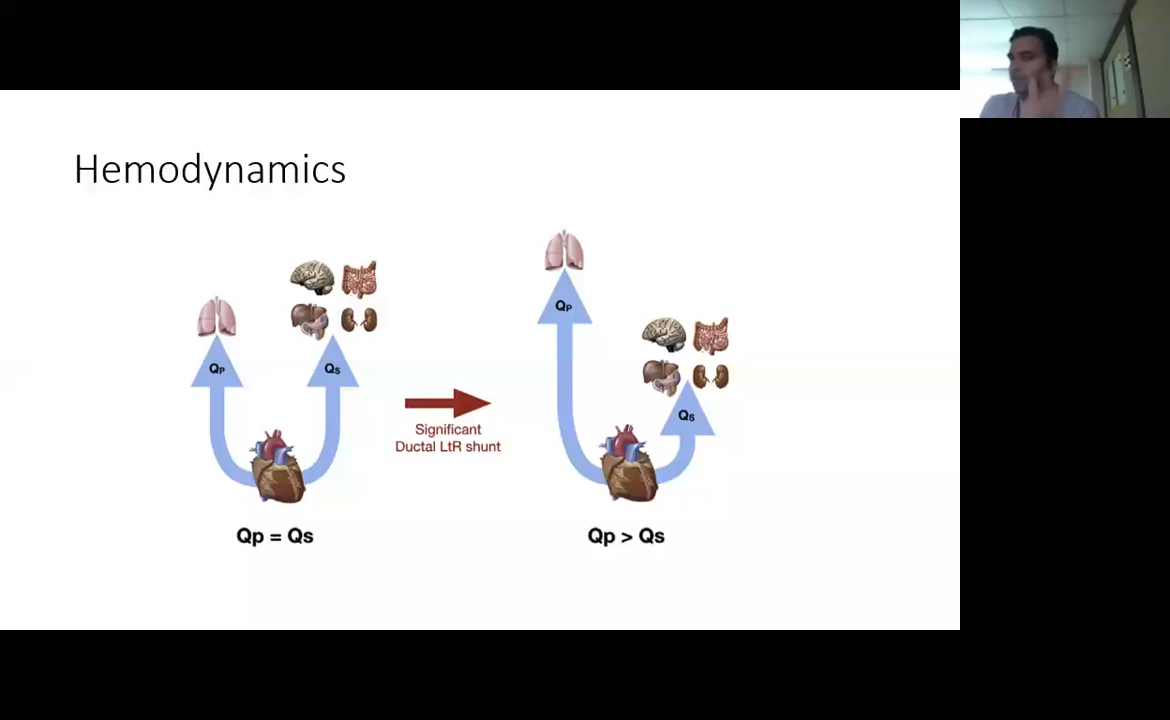 Hemodynamics
QP
QS
Qp = Qs
Significant
Ductal LtR shunt
QP
QS
Qp > Qs